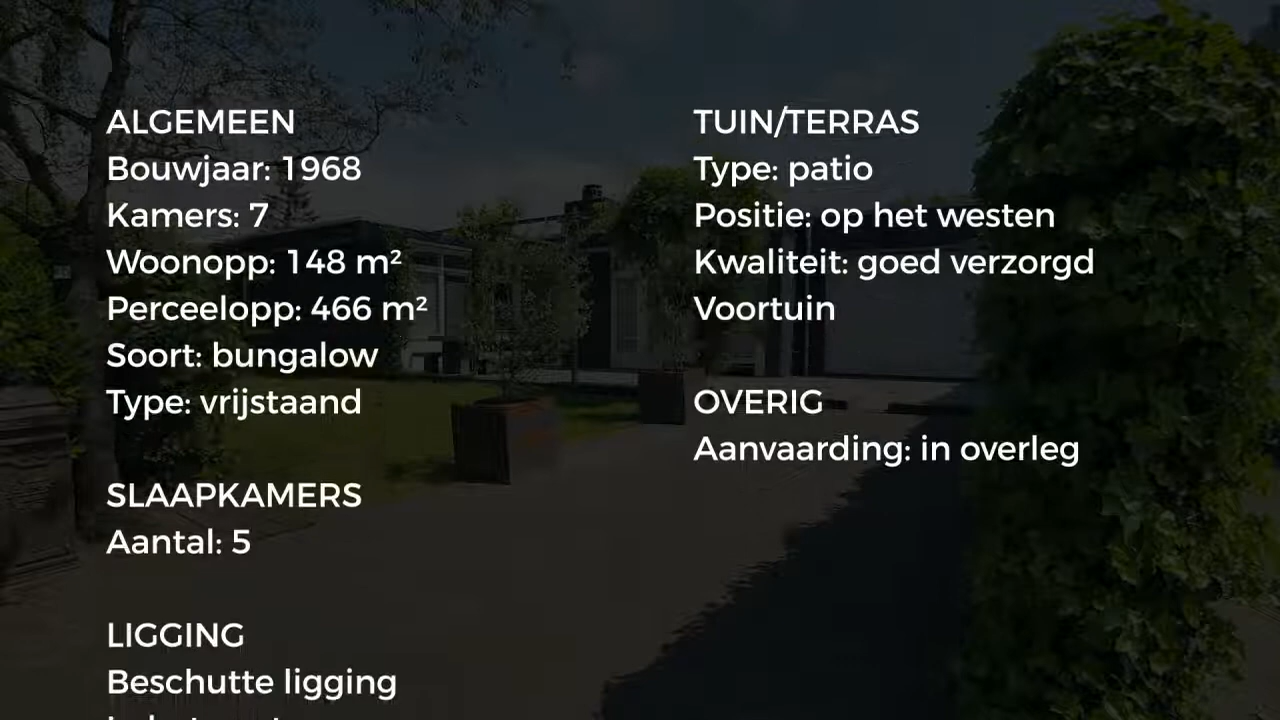 ALGEMEEN
Bouwjaar: 1968
Kamers: 7
Woonopp: 148 m²
Perceelopp: 466 m²
Soort: bungalow
Type: vrijstaand
SLAAPKAMERS
Aantal: 5
LIGGING
Beschutte ligging
TUIN/TERRAS
Type: patio
Positie: op het westen
Kwaliteit: goed verzorgd
Voortuin
OVERIG
Aanvaarding: in overleg